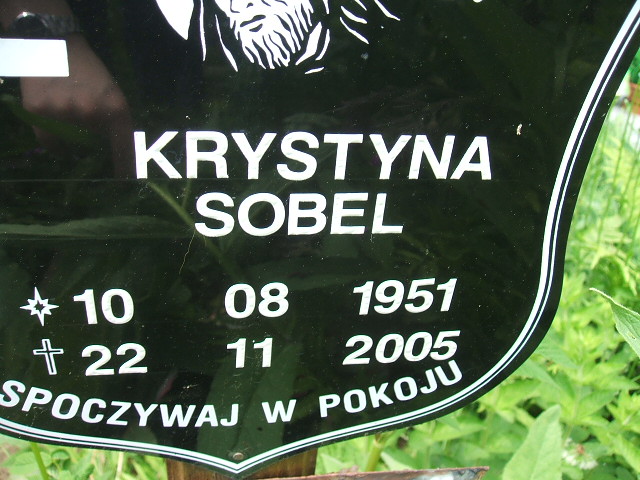 KRYSTYNA
SOBEL
10 08 1951
22 11 2005
SPOCZYWAJ W POKOJU